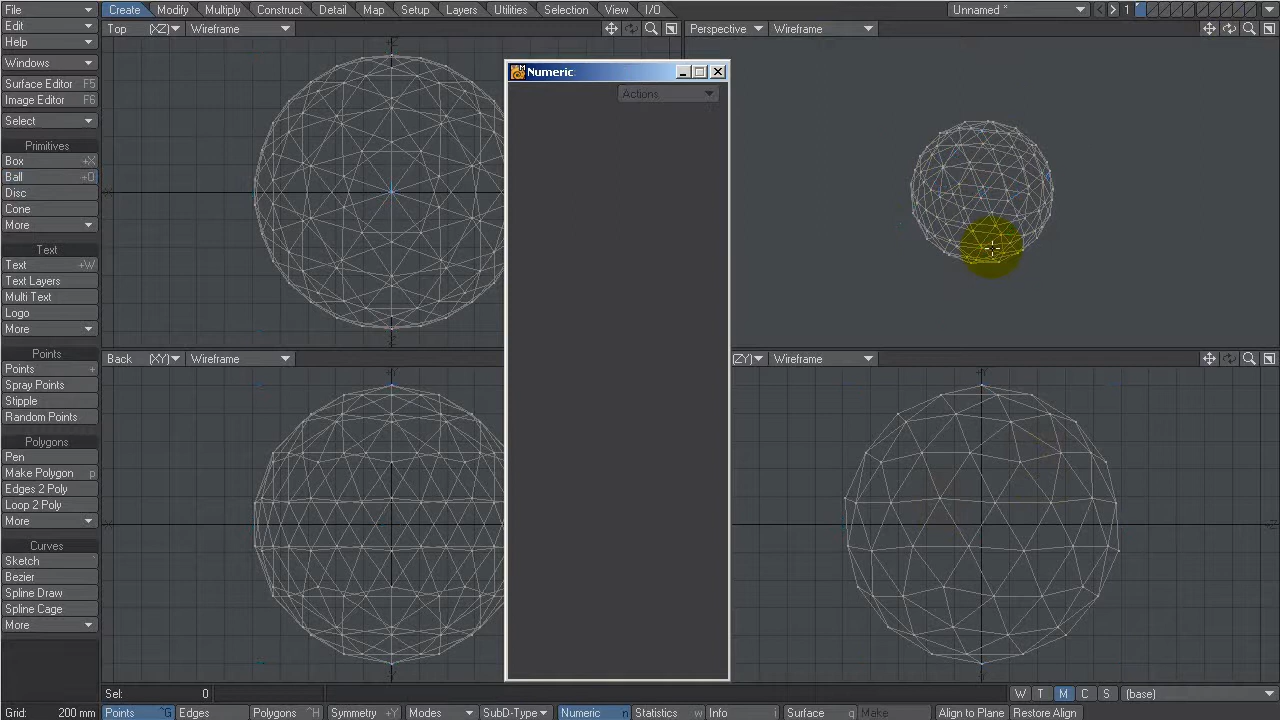 File
Create Modify Multiply Construct Detail Map Setup Layers Utilities Selection View I/O
Unnamed *
1
Edit
Help
Windows
Surface Editor F5
Image Editor F6
Select
Primitives
Box +X
Ball +O
Disc
Cone
More
Text
Text +W
Text Layers
Multi Text
Logo
More
Points
Points +
Spray Points
Stipple
Random Points
Polygons
Pen
Make Polygon p
Edges 2 Poly
Loop 2 Poly
More
Curves
Sketch
Bezier
Spline Draw
Spline Cage
More
Top (XZ) Wireframe
Perspective Wireframe
Numeric
Actions
Back (XY) Wireframe
(ZY) Wireframe
Sel: 0
W T M C S (base)
Grid: 200 mm
Points ^G Edges Polygons ^H Symmetry +Y Modes SubD-Type Numeric n Statistics w Info i Surface q Make Align to Plane Restore Align